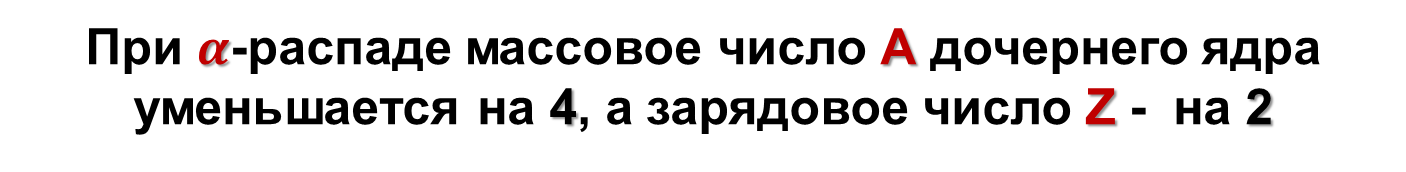 При α-распаде массовое число А дочернего ядра
уменьшается на 4, а зарядовое число Z - на 2